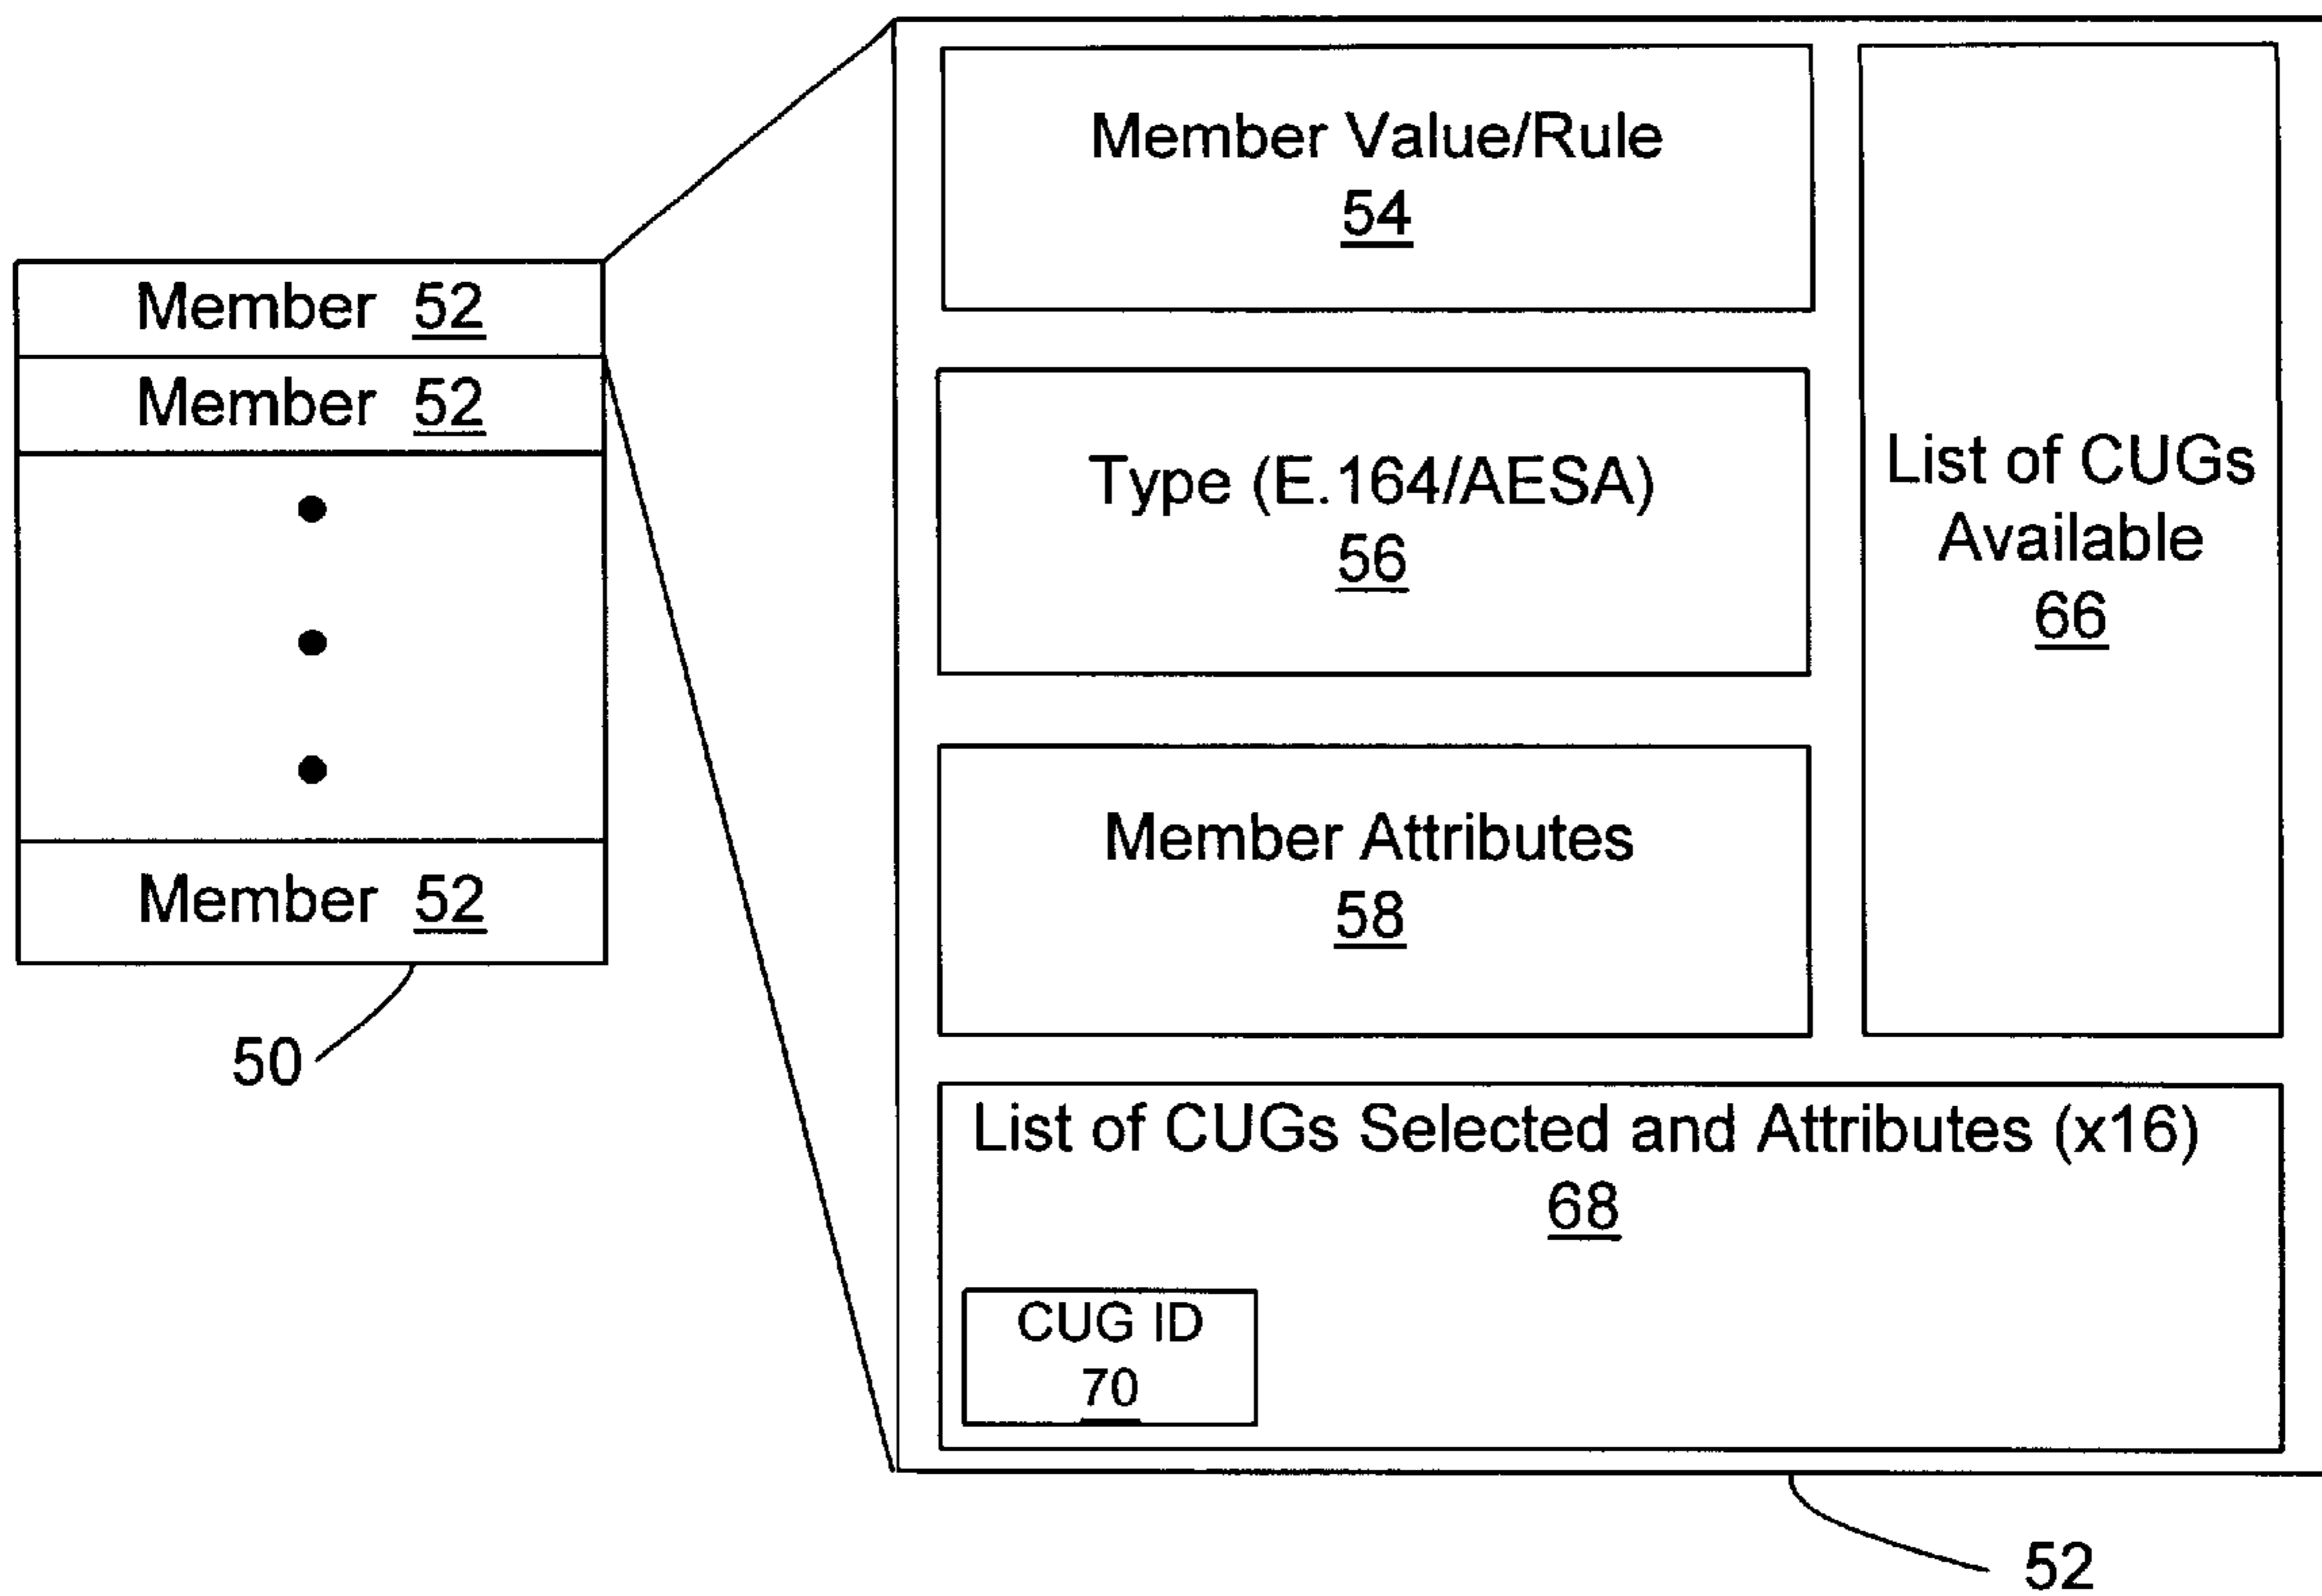 Member 52
Member 52
Member 52
50
Member Value/Rule
54
Type (E.164/AESA)
56
Member Attributes
58
List of CUGs
Available
66
List of CUGs Selected and Attributes (x16)
68
CUG ID
70
52